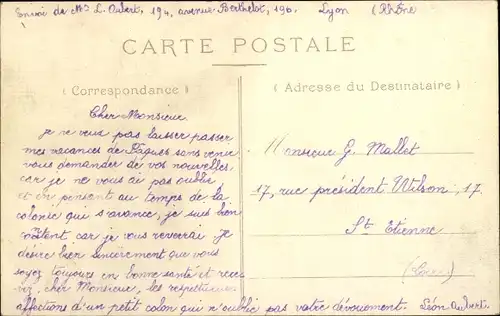 Envoi de Mr L. Aubert, 194, avenue Berthelot, 190. Lyon (Rhône
CARTE POSTALE
( Correspondance )
( Adresse du Destinataire )
Cher Monsieur
je ne veux pas laisser passer
mes vacances de Pâques sans venir
vous demander de vos nouvelles,
car je ne vous ai pas oublié
et en pensant au temps de la
colonie qui s'avance, je suis bien
content car je vous reverrai. Je
désire bien sincèrement que vous
soyez toujours en bonne santé et rece
vez, cher Monsieur, les respectueuses
affections d'un petit colon qui n'oublie pas votre dévouement. Léon Aubert.
Monsieur G. Mallet
17, rue président Wilson, 17.
St Etienne
(Loire)